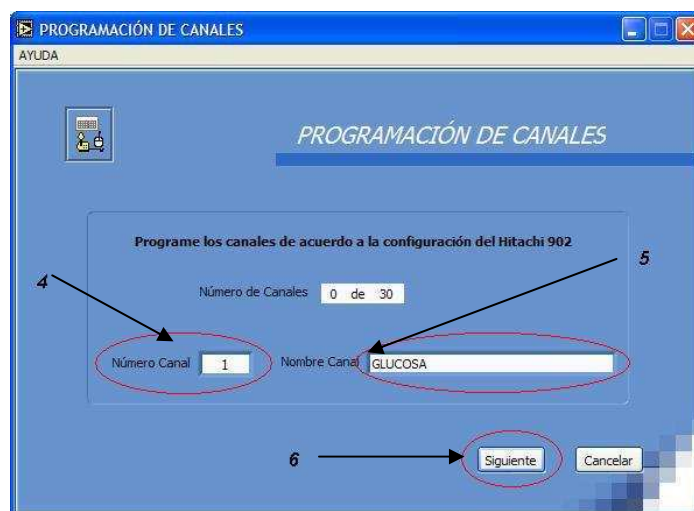 PROGRAMACIÓN DE CANALES
AYUDA
PROGRAMACIÓN DE CANALES
Programe los canales de acuerdo a la configuración del Hitachi 902
5
4
Número de Canales 0 de 30
Número Canal 1 Nombre Canal GLUCOSA
6
Siguiente Cancelar